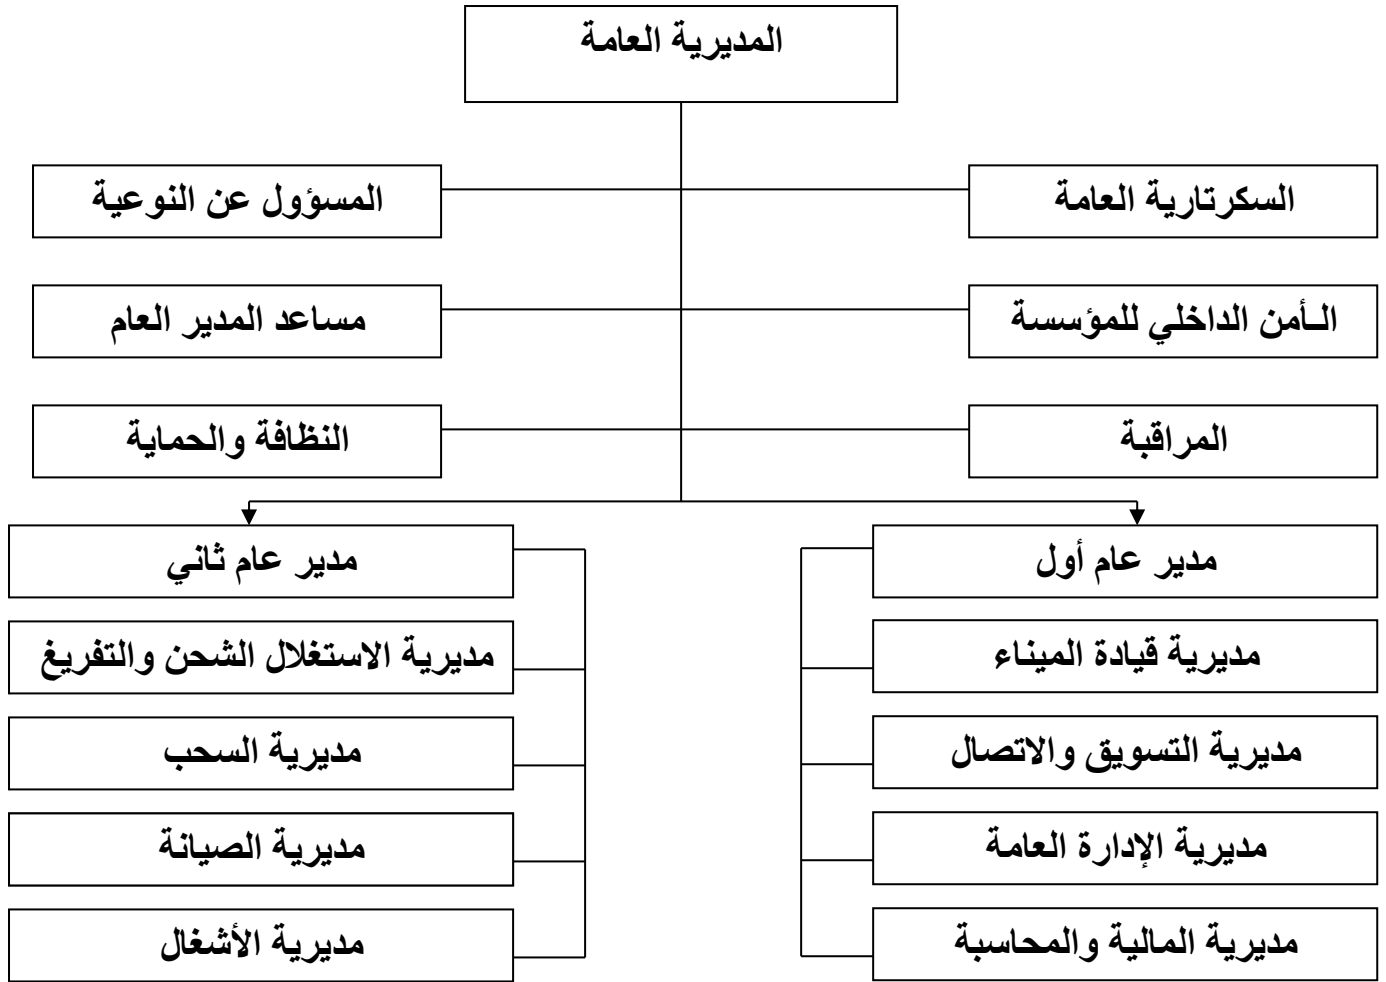 المديرية العامة
السكرتارية العامة
المسؤول عن النوعية
الـأمن الداخلي للمؤسسة
مساعد المدير العام
المراقبة
النظافة والحماية
مدير عام أول
مدير عام ثاني
مديرية قيادة الميناء
مديرية الاستغلال الشحن والتفريغ
مديرية التسويق والاتصال
مديرية السحب
مديرية الإدارة العامة
مديرية الصيانة
مديرية المالية والمحاسبة
مديرية الأشغال